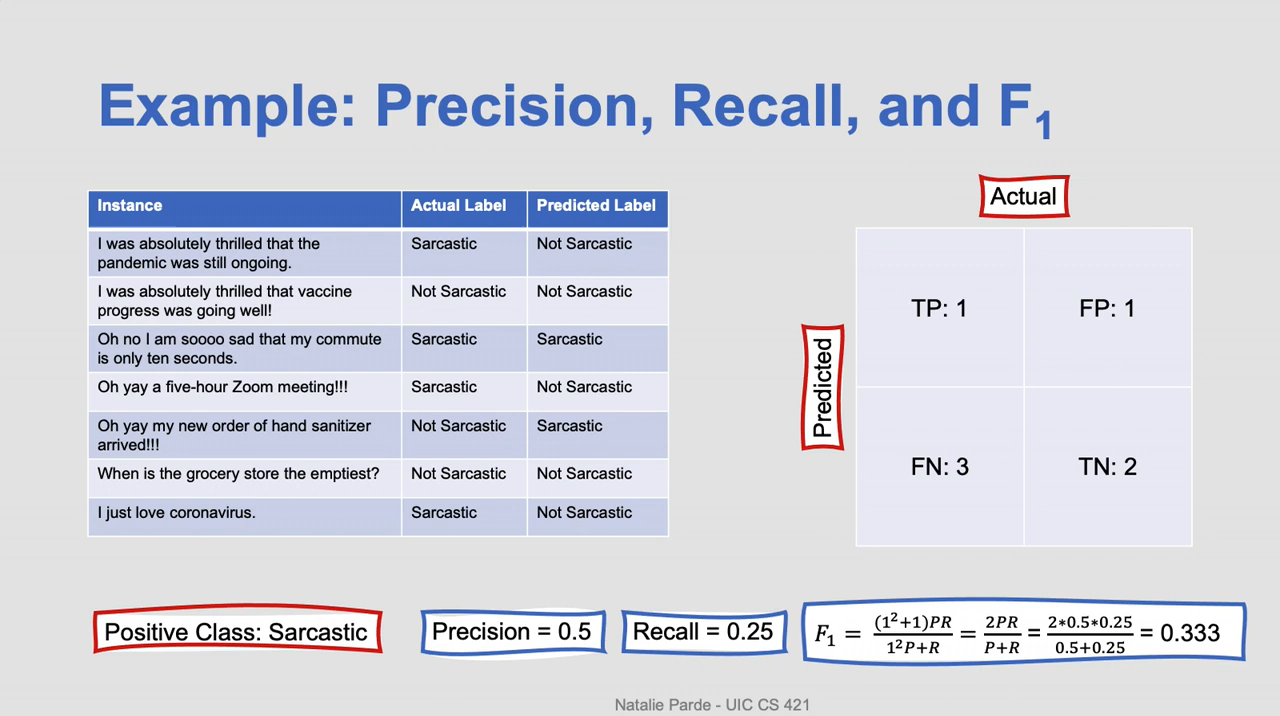 Example: Precision, Recall, and F1
Instance Actual Label Predicted Label
I was absolutely thrilled that the
pandemic was still ongoing. Sarcastic Not Sarcastic
I was absolutely thrilled that vaccine
progress was going well! Not Sarcastic Not Sarcastic
Oh no I am soooo sad that my commute
is only ten seconds. Sarcastic Sarcastic
Oh yay a five-hour Zoom meeting!!! Sarcastic Not Sarcastic
Oh yay my new order of hand sanitizer
arrived!!! Not Sarcastic Sarcastic
When is the grocery store the emptiest? Not Sarcastic Not Sarcastic
I just love coronavirus. Sarcastic Not Sarcastic
Actual
Predicted
TP: 1 FP: 1
FN: 3 TN: 2
Positive Class: Sarcastic
Precision = 0.5
Recall = 0.25
F1 = (1²+1)PR / 1²P+R = 2PR / P+R = 2*0.5*0.25 / 0.5+0.25 = 0.333
Natalie Parde - UIC CS 421